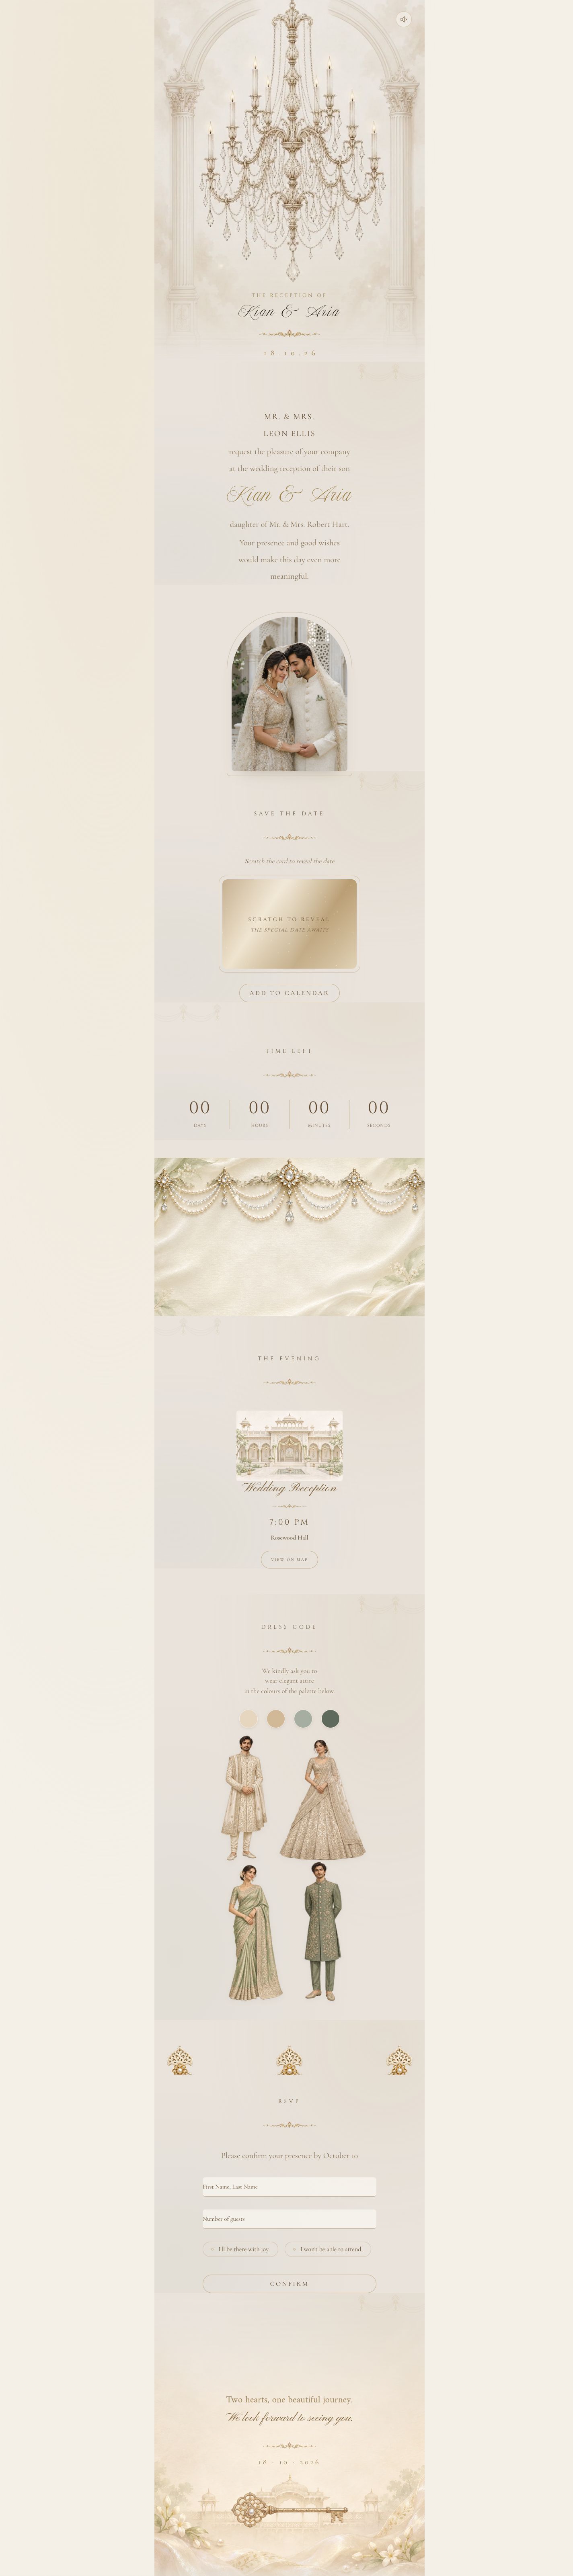 THE RECEPTION OF
Kian & Aria
18.10.26
MR. & MRS.
LEON ELLIS
request the pleasure of your company
at the wedding reception of their son
Kian & Aria
daughter of Mr. & Mrs. Robert Hart.
Your presence and good wishes
would make this day even more
meaningful.
SAVE THE DATE
Scratch the card to reveal the date
SCRATCH TO REVEAL
THE SPECIAL DATE AWAITS
ADD TO CALENDAR
TIME LEFT
00 00 00 00
DAYS HOURS MINUTES SECONDS
THE EVENING
Wedding Reception
7:00 PM
Rosewood Hall
VIEW ON MAP
DRESS CODE
We kindly ask you to
wear elegant attire
in the colours of the palette below
RSVP
Please confirm your presence by October 10
First Name, Last Name
Number of guests
I'll be there with joy.
I won't be able to attend.
CONFIRM
Two hearts, one beautiful journey.
We look forward to seeing you.
18 · 10 · 2026